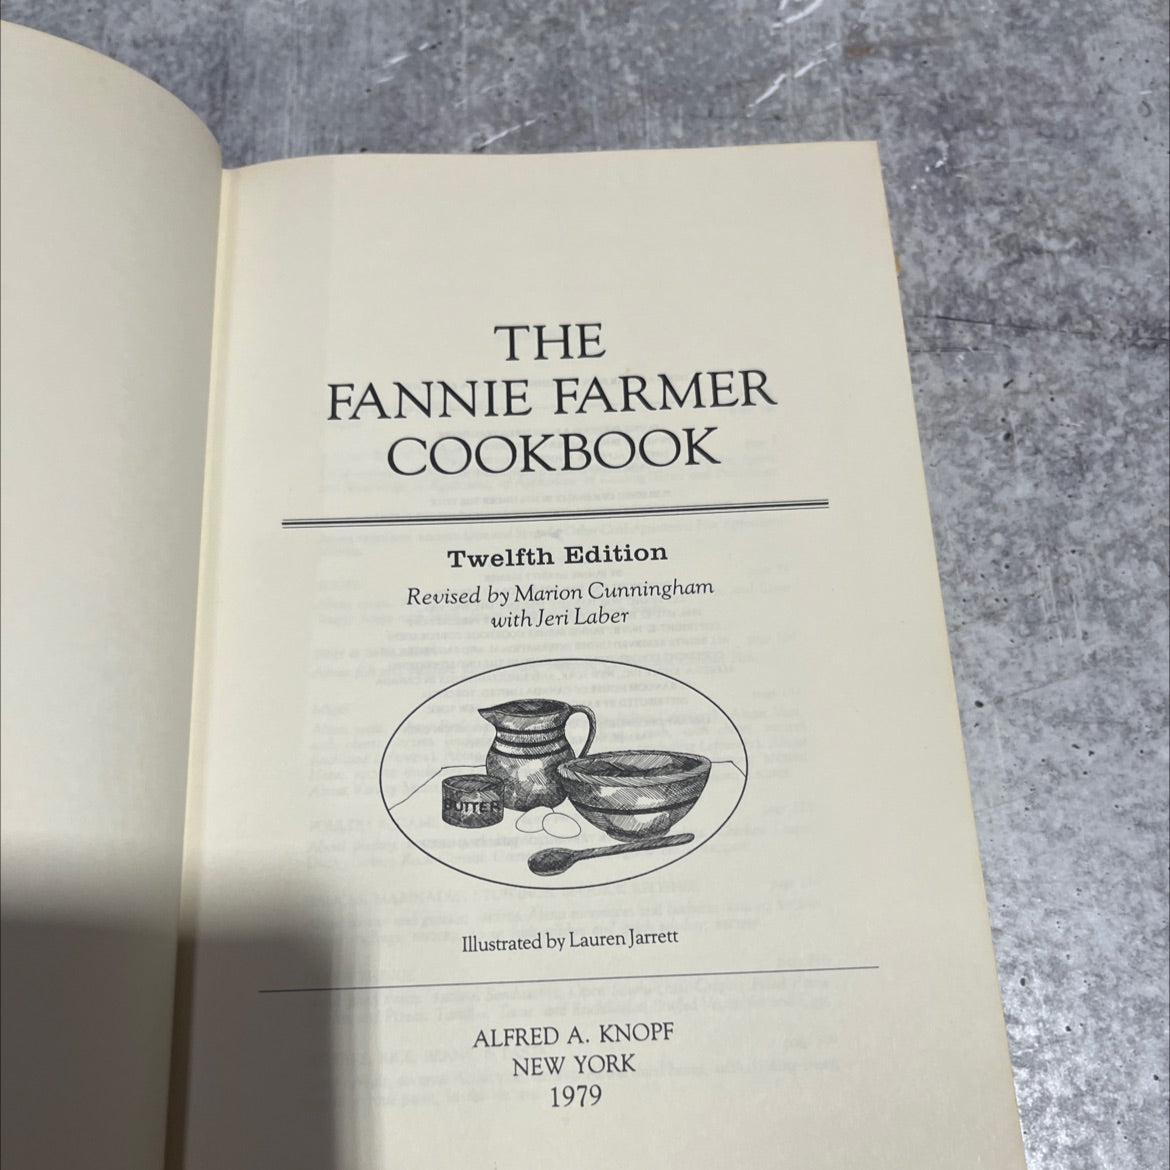 THE
FANNIE FARMER
COOKBOOK
Twelfth Edition
Revised by Marion Cunningham
with Jeri Laber
BUTTER
Illustrated by Lauren Jarrett
ALFRED A. KNOPF
NEW YORK
1979